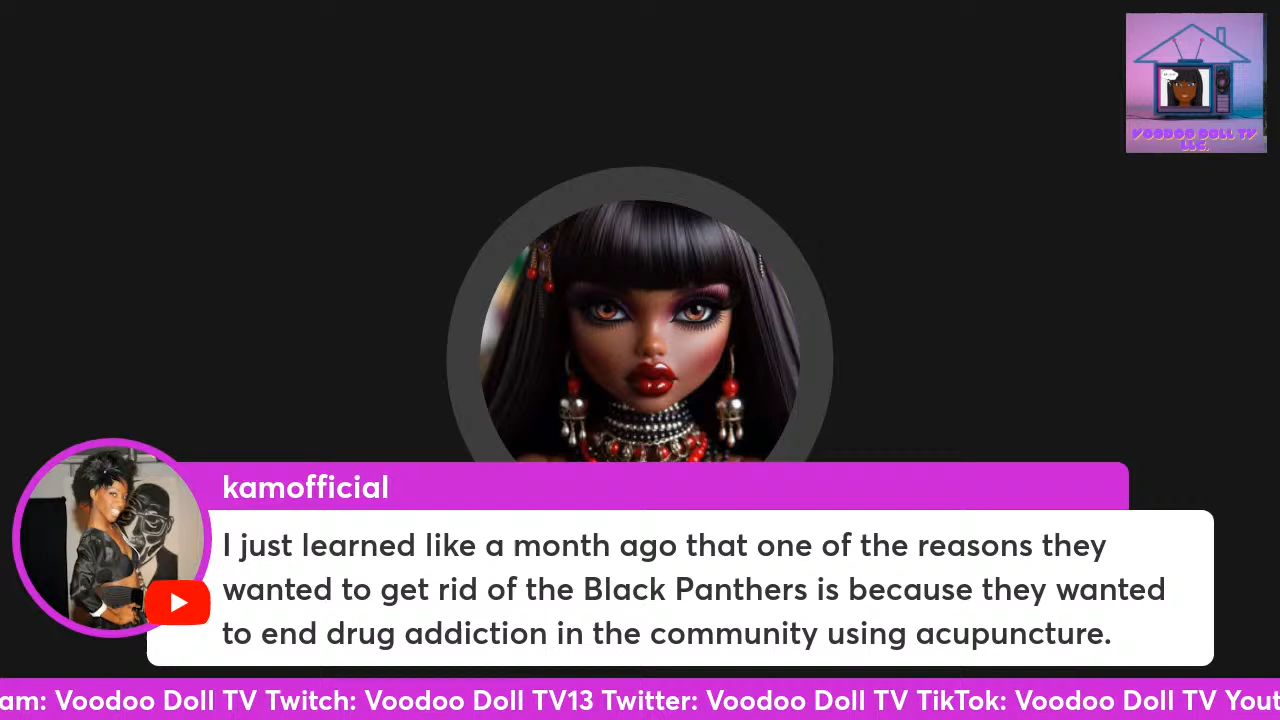 VOODOO DOLL TV
LLC.
kamofficial
I just learned like a month ago that one of the reasons they
wanted to get rid of the Black Panthers is because they wanted
to end drug addiction in the community using acupuncture.
am: Voodoo Doll TV Twitch: Voodoo Doll TV13 Twitter: Voodoo Doll TV TikTok: Voodoo Doll TV Yout